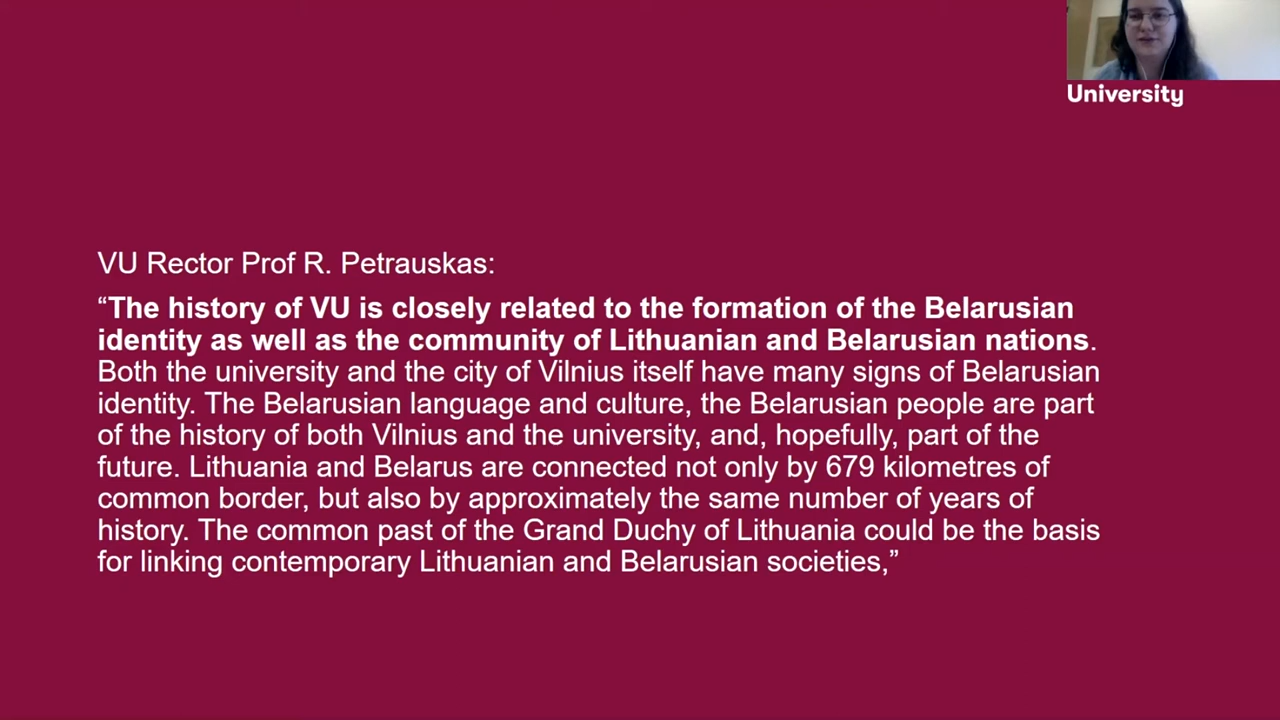 University
VU Rector Prof R. Petrauskas:
“The history of VU is closely related to the formation of the Belarusian
identity as well as the community of Lithuanian and Belarusian nations.
Both the university and the city of Vilnius itself have many signs of Belarusian
identity. The Belarusian language and culture, the Belarusian people are part
of the history of both Vilnius and the university, and, hopefully, part of the
future. Lithuania and Belarus are connected not only by 679 kilometres of
common border, but also by approximately the same number of years of
history. The common past of the Grand Duchy of Lithuania could be the basis
for linking contemporary Lithuanian and Belarusian societies,”